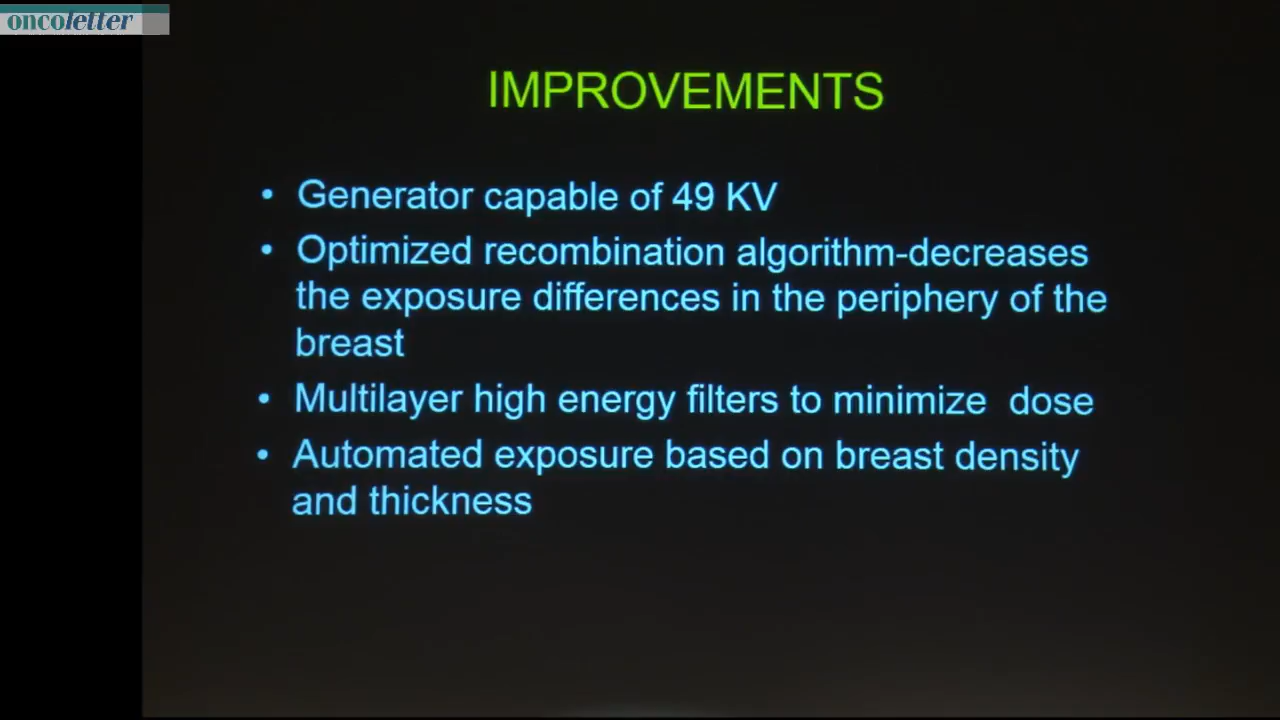 oncoletter
IMPROVEMENTS
• Generator capable of 49 KV
• Optimized recombination algorithm-decreases
the exposure differences in the periphery of the
breast
• Multilayer high energy filters to minimize dose
• Automated exposure based on breast density
and thickness